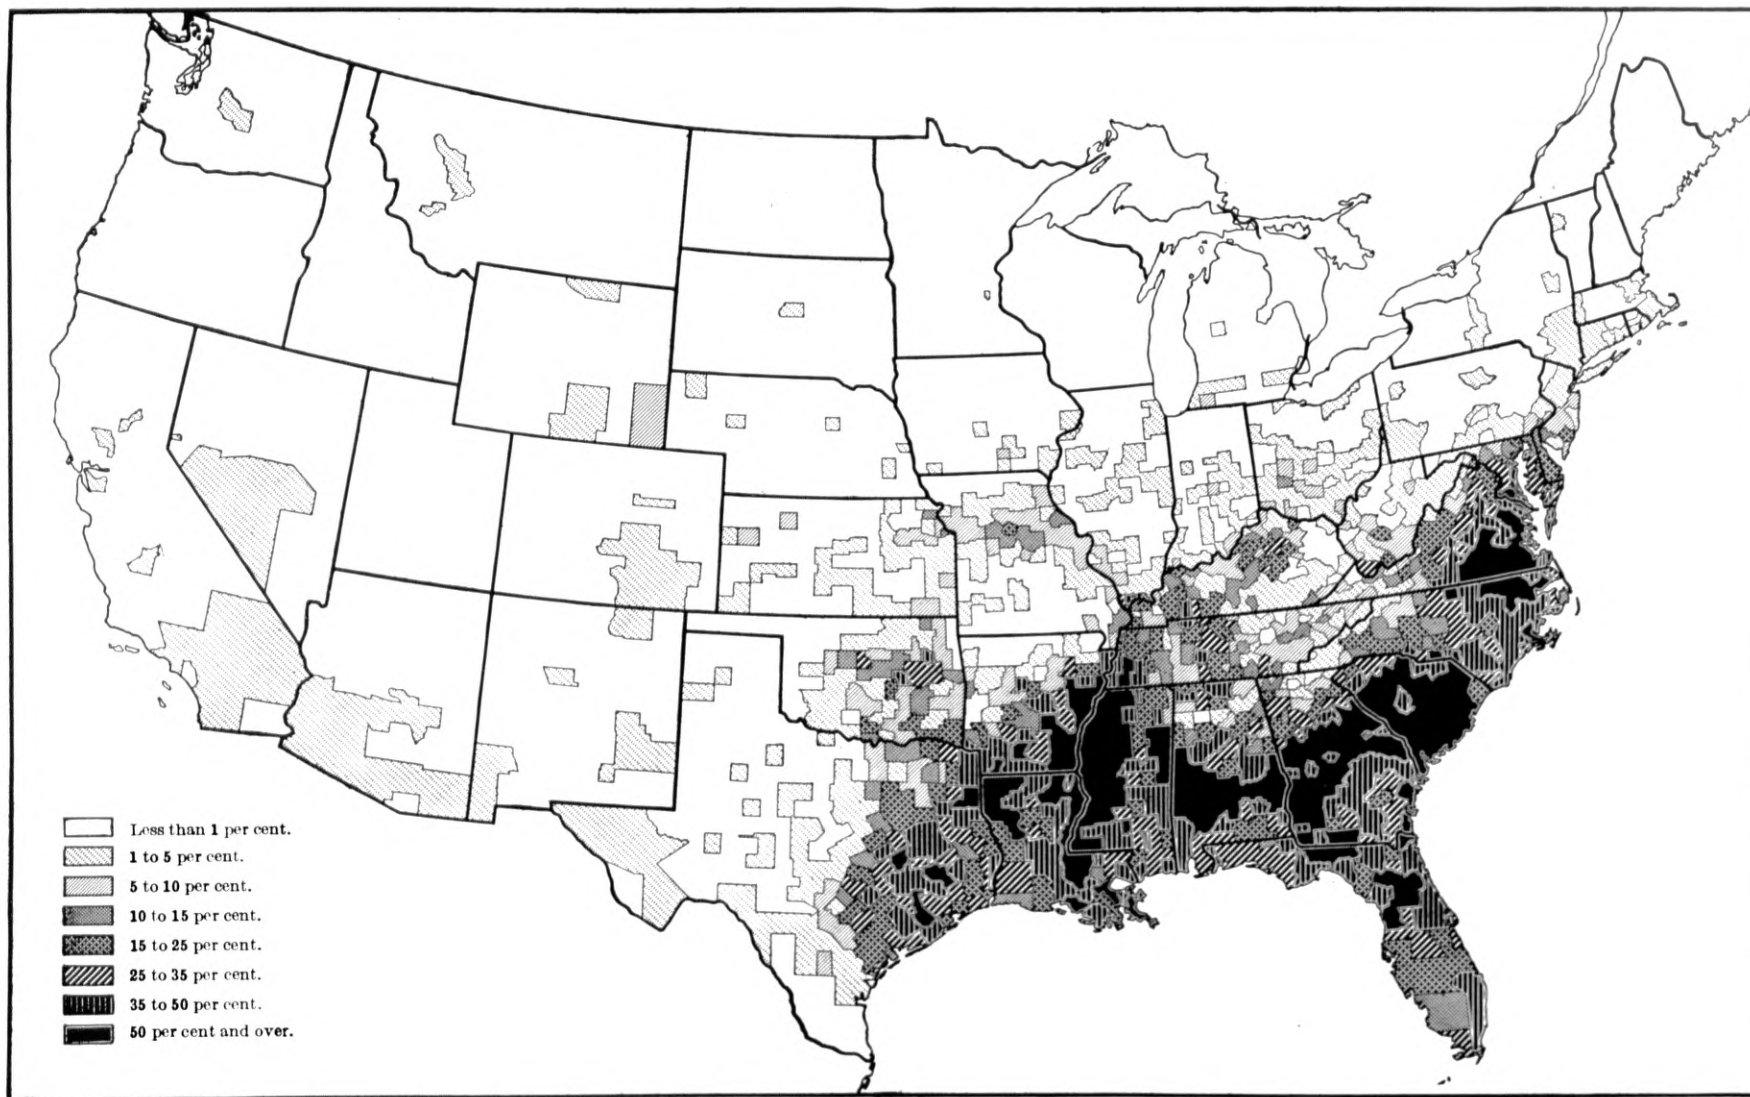 Less than 1 per cent.
1 to 5 per cent.
5 to 10 per cent.
10 to 15 per cent.
15 to 25 per cent.
25 to 35 per cent.
35 to 50 per cent.
50 per cent and over.